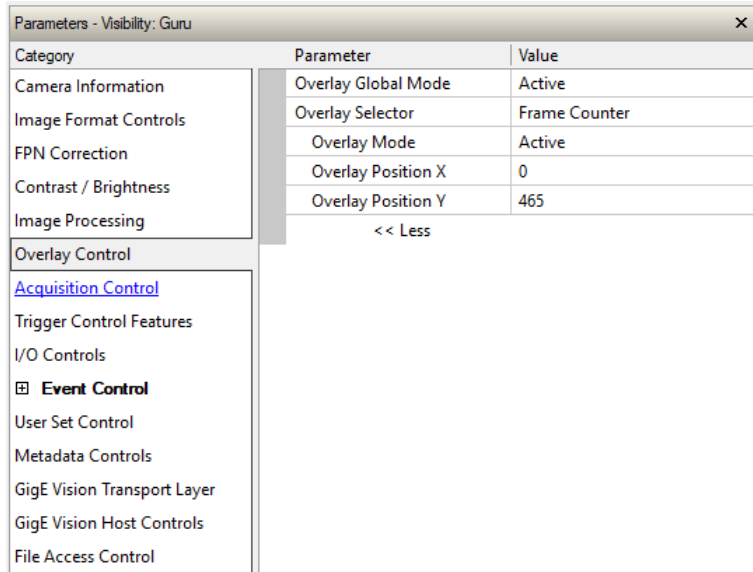 Parameters - Visibility: Guru ×
Category Parameter Value
Camera Information Overlay Global Mode Active
Image Format Controls Overlay Selector Frame Counter
FPN Correction Overlay Mode Active
Contrast / Brightness Overlay Position X 0
Image Processing Overlay Position Y 465
Overlay Control << Less
Acquisition Control
Trigger Control Features
I/O Controls
Event Control
User Set Control
Metadata Controls
GigE Vision Transport Layer
GigE Vision Host Controls
File Access Control